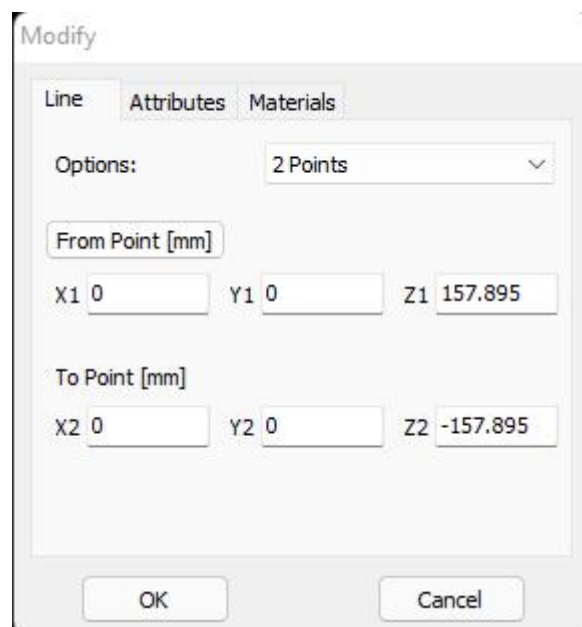 Modify
Line Attributes Materials
Options: 2 Points
From Point [mm]
X1 0 Y1 0 Z1 157.895
To Point [mm]
X2 0 Y2 0 Z2 -157.895
OK Cancel